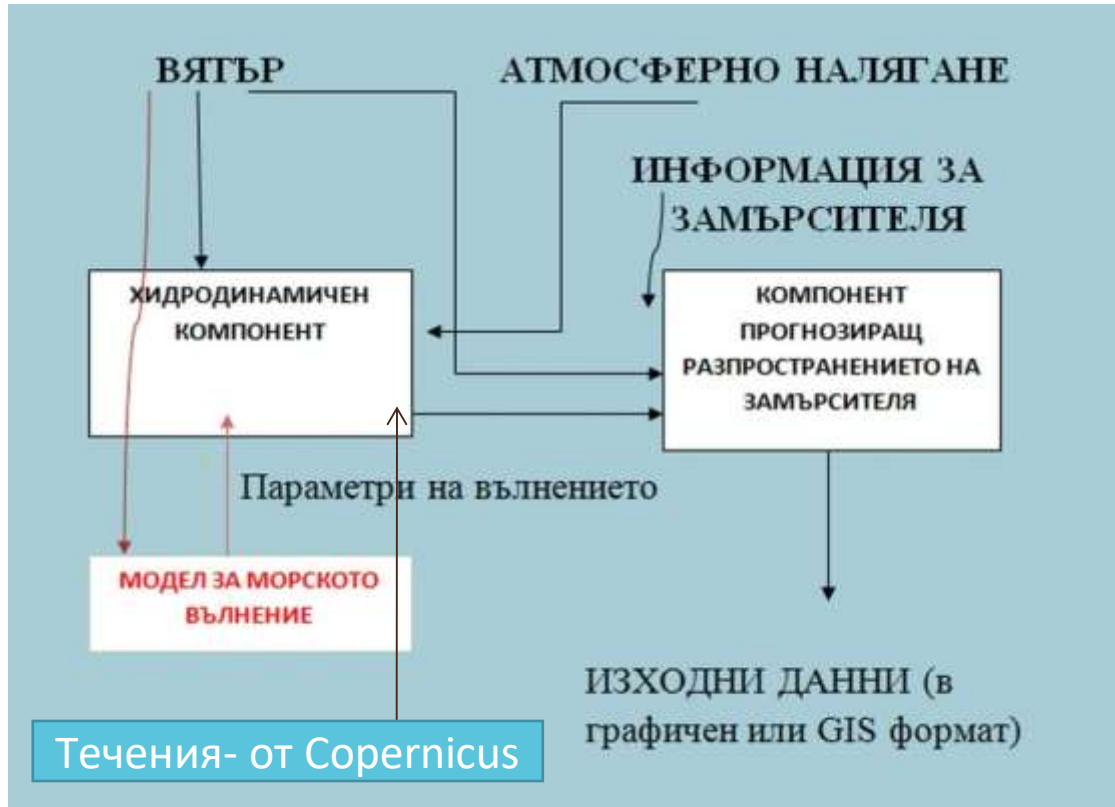 ВЯТЪР
АТМОСФЕРНО НАЛЯГАНЕ
ИНФОРМАЦИЯ ЗА
ЗАМЪРСИТЕЛЯ
ХИДРОДИНАМИЧЕН
КОМПОНЕНТ
КОМПОНЕНТ
ПРОГНОЗИРАЩ
РАЗПРОСТРАНЕНИЕТО НА
ЗАМЪРСИТЕЛЯ
Параметри на вълнението
МОДЕЛ ЗА МОРСКОТО
ВЪЛНЕНИЕ
ИЗХОДНИ ДАННИ (в
графичен или GIS формат)
Течения- от Copernicus